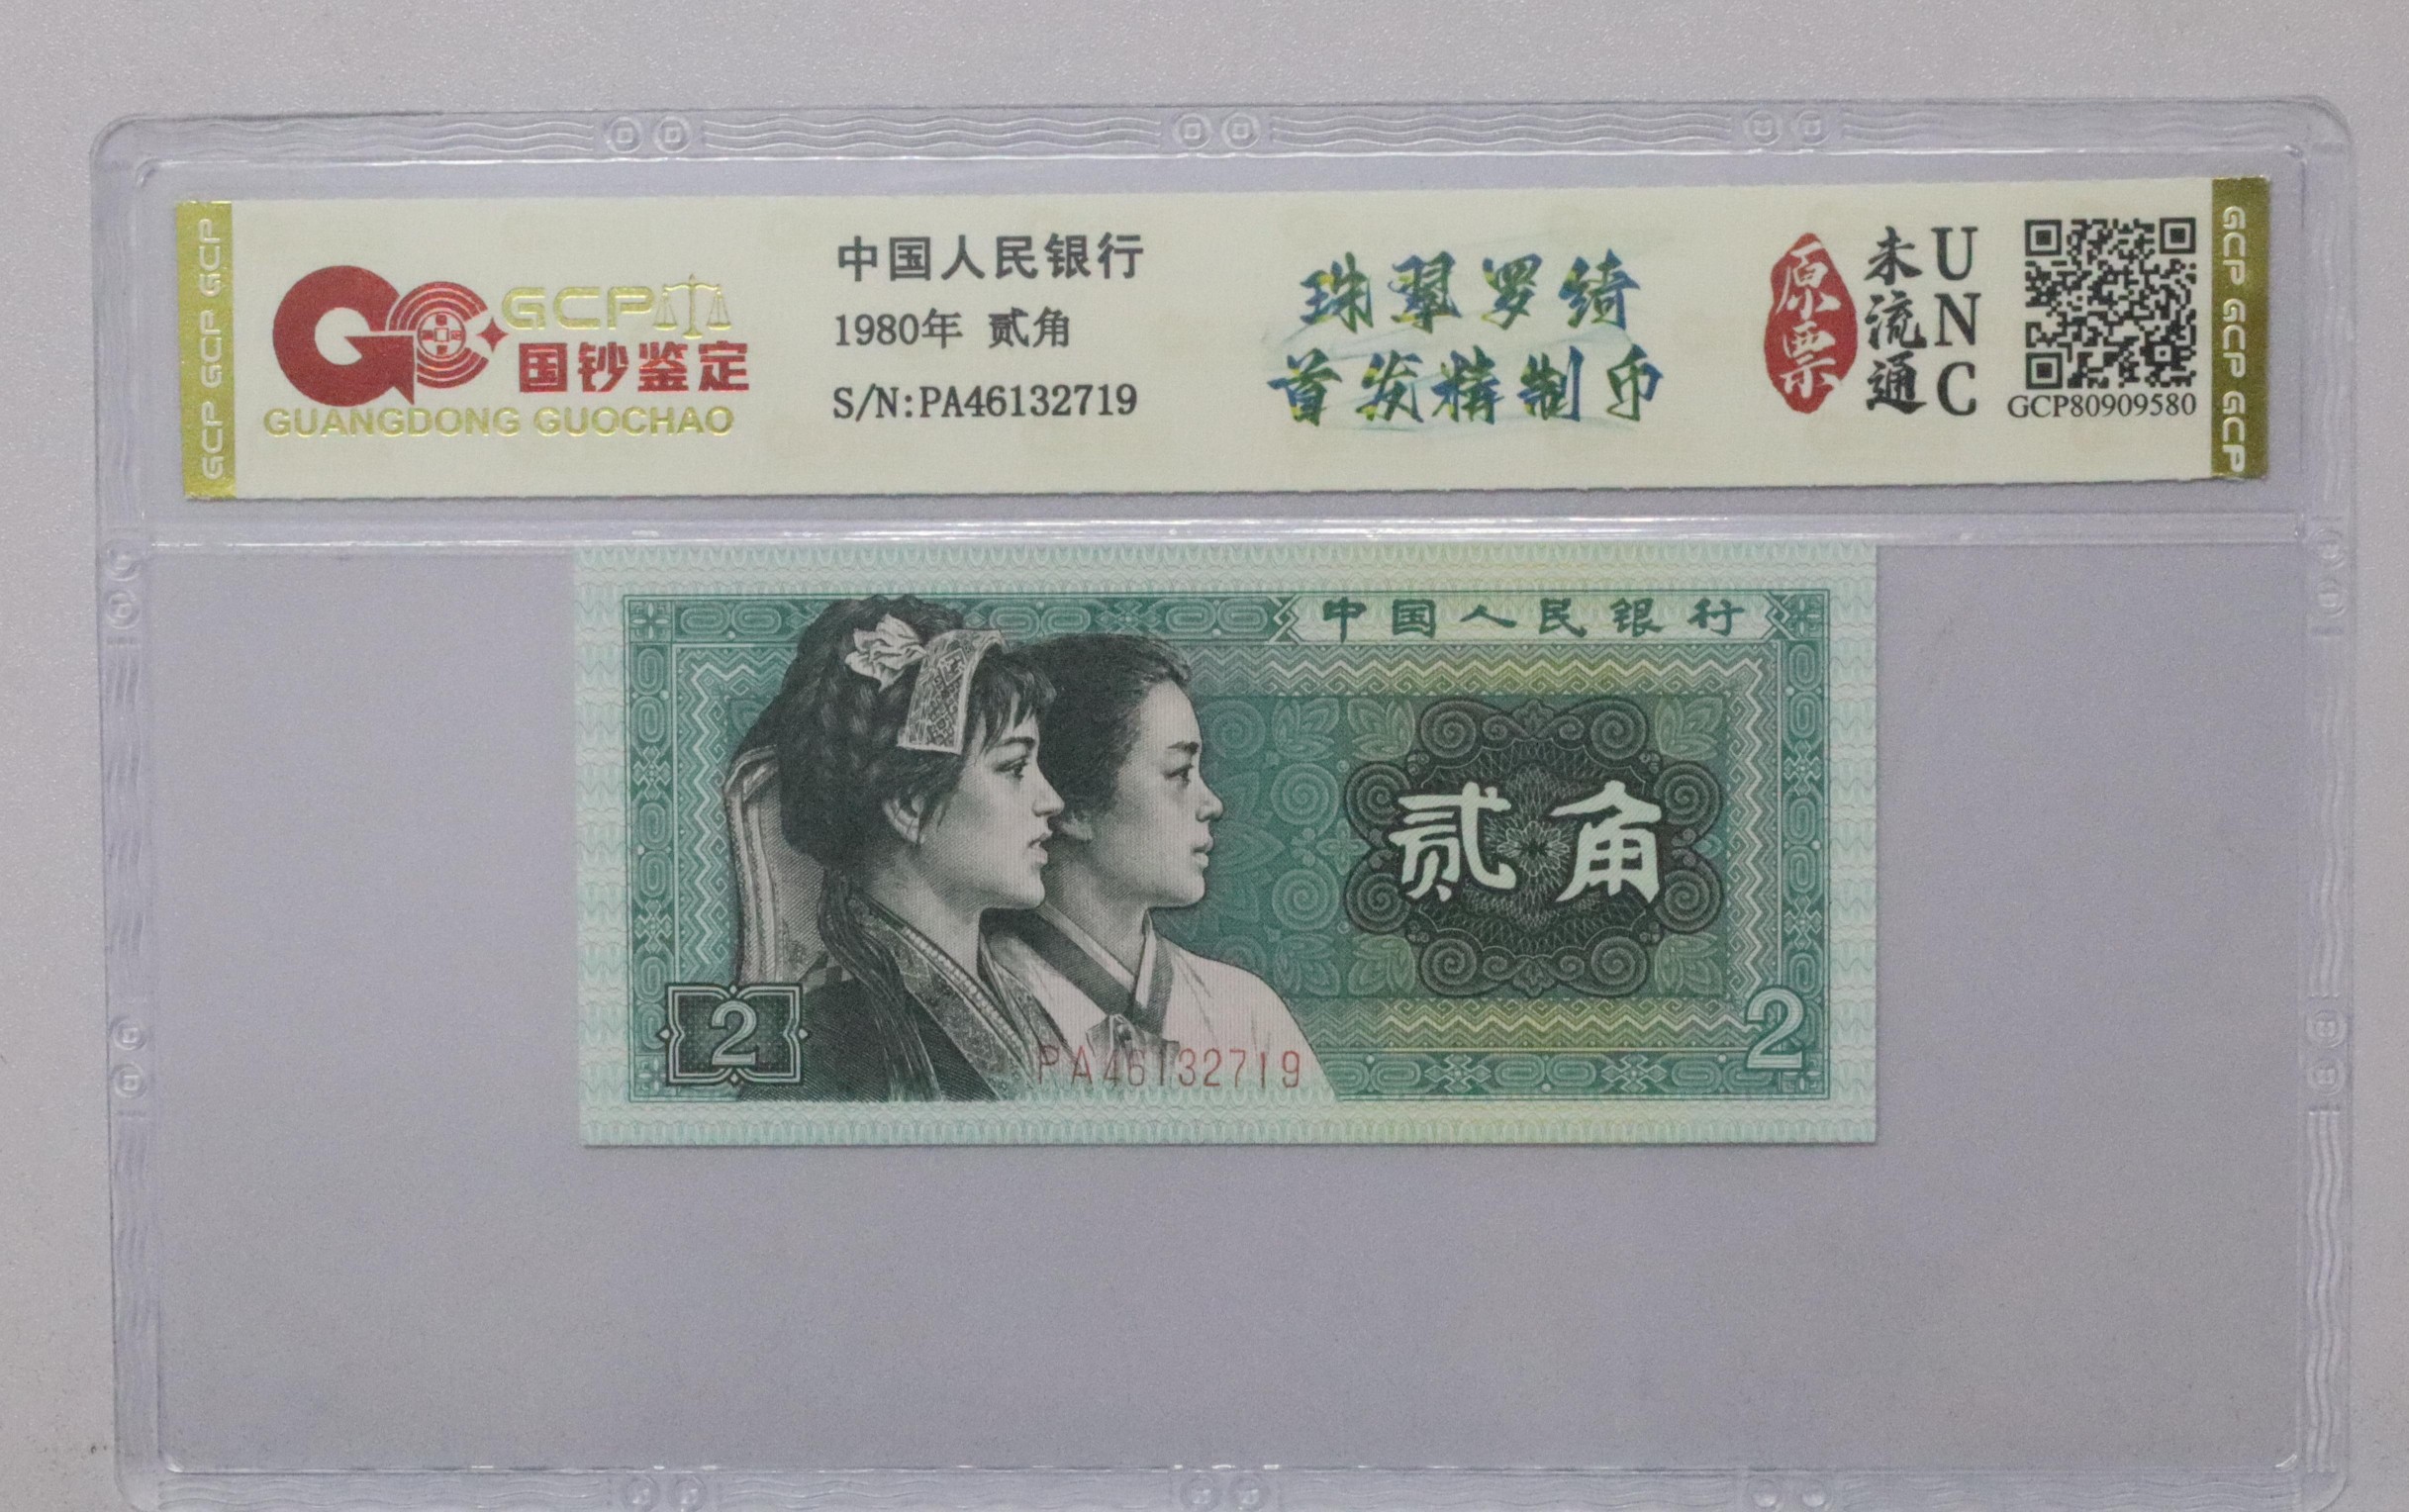 GCP GCP GCP
GCP
国钞鉴定
GUANGDONG GUOCHAO
中国人民银行
1980年 贰角
S/N:PA46132719
珠翠罗绮
首发精制币
原票
未流通
UNC
GCP80909580
GCP GCP GCP
中国人民银行
贰角
2
2
PA46132719